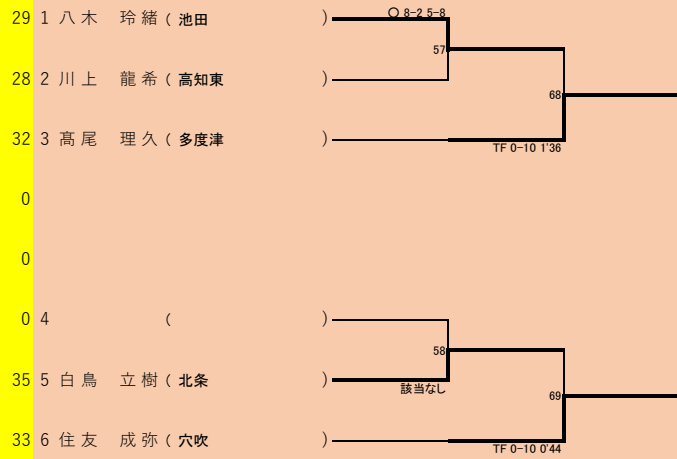 29 1 八木 玲緒 ( 池田 ) ○ 8-2 5-8
57
28 2 川上 龍希 ( 高知東 )
68
32 3 髙尾 理久 ( 多度津 ) TF 0-10 1'36
0
0
0 4 ( )
58
35 5 白鳥 立樹 ( 北条 ) 該当なし
69
33 6 住友 成弥 ( 穴吹 ) TF 0-10 0'44